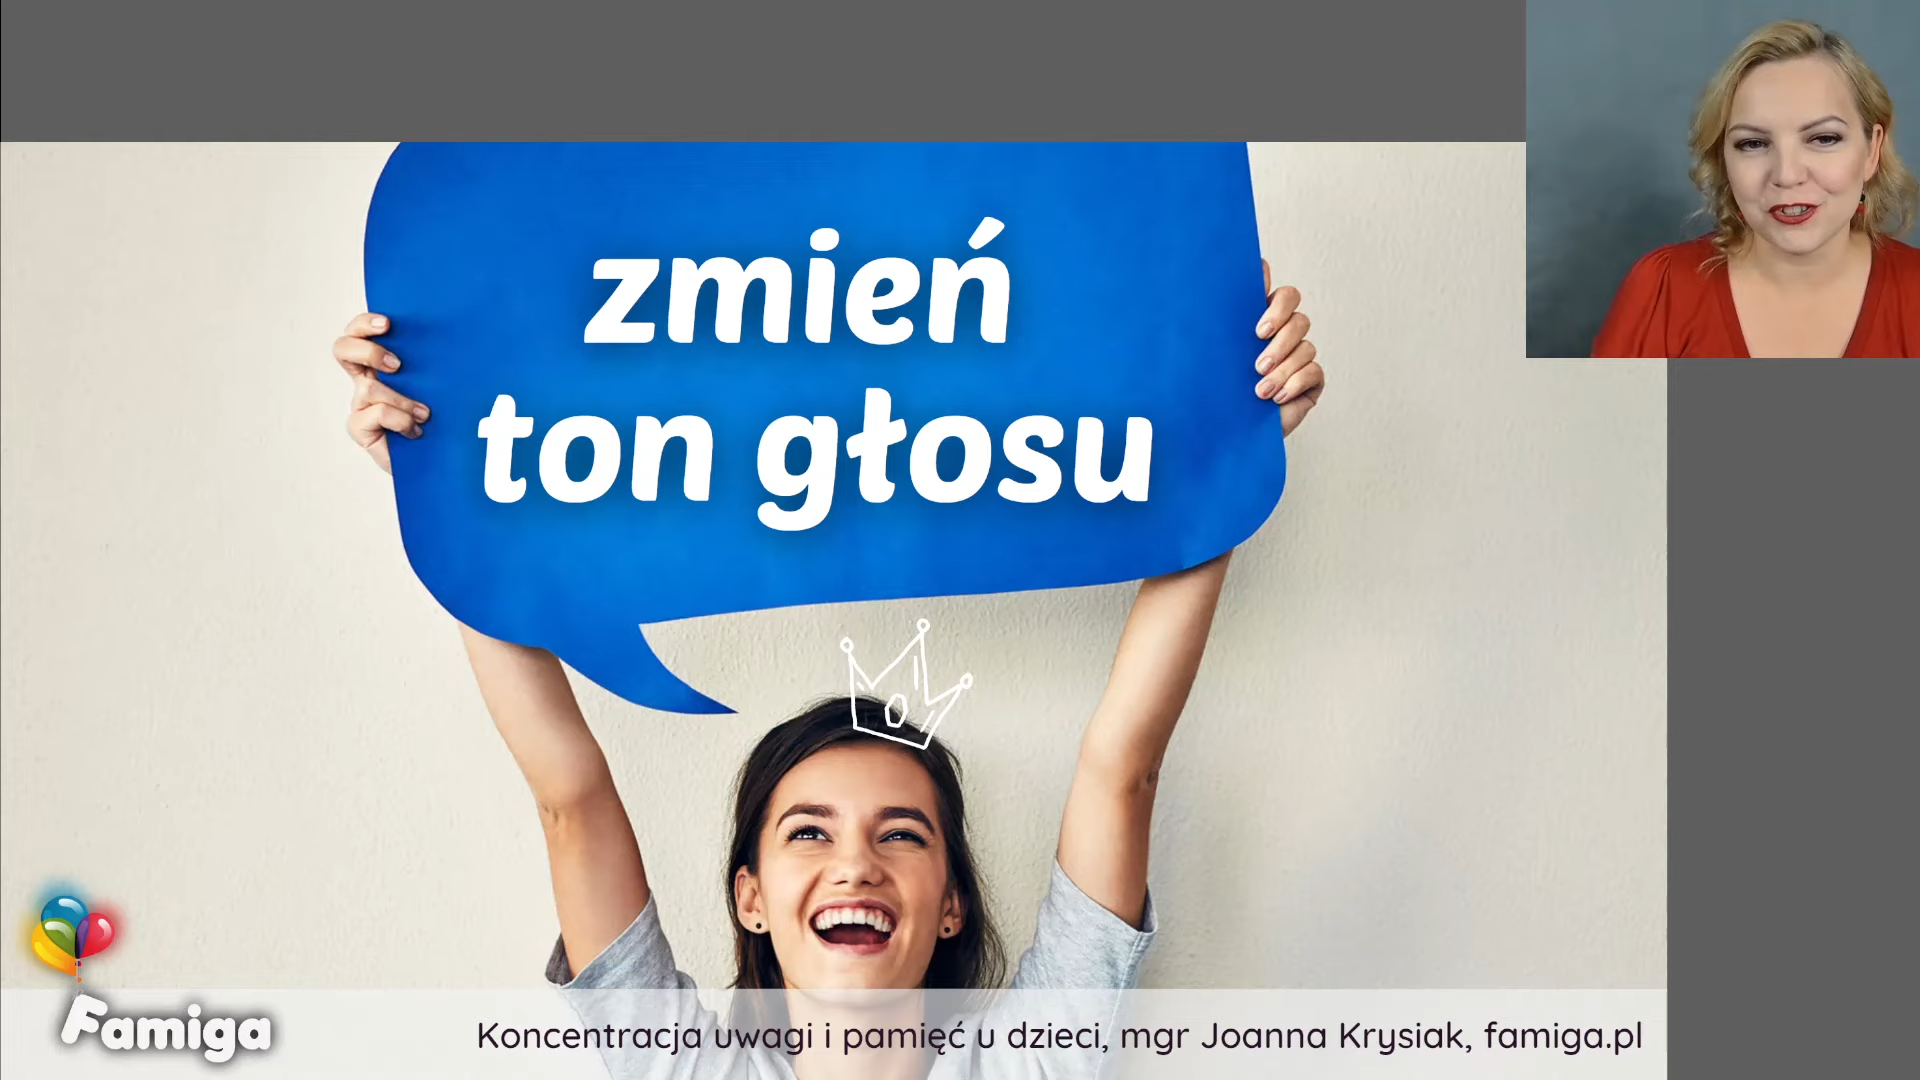 zmień
ton głosu
Famiga
Koncentracja uwagi i pamięć u dzieci, mgr Joanna Krysiak, famiga.pl